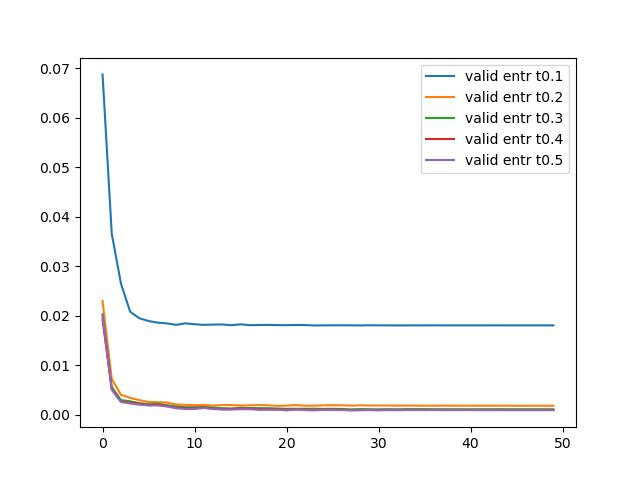 0.07
0.06
0.05
0.04
0.03
0.02
0.01
0.00
0 10 20 30 40 50
valid entr t0.1
valid entr t0.2
valid entr t0.3
valid entr t0.4
valid entr t0.5